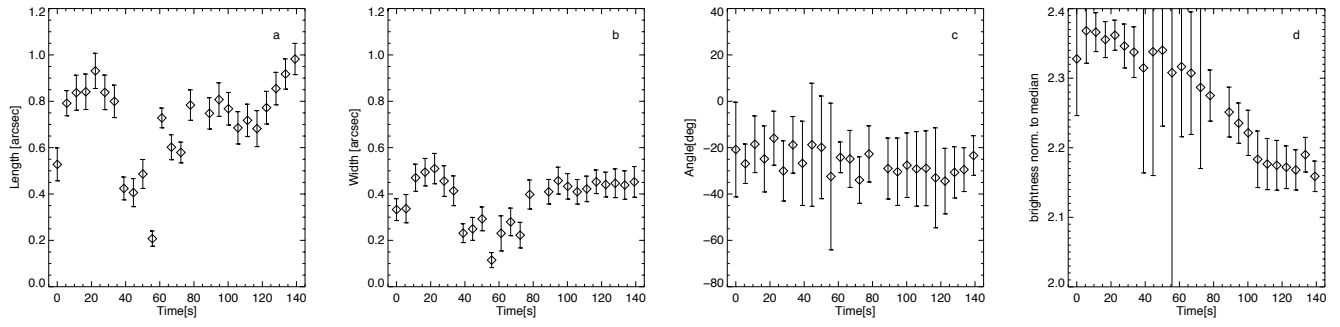 1.2
1.0
0.8
0.6
0.4
0.2
0.0
Length [arcsec]
a
0 20 40 60 80 100 120 140
Time[s]
1.2
1.0
0.8
0.6
0.4
0.2
0.0
Width [arcsec]
b
0 20 40 60 80 100 120 140
Time[s]
40
20
0
−20
−40
−60
−80
Angle[deg]
c
0 20 40 60 80 100 120 140
Time[s]
2.4
2.3
2.2
2.1
2.0
brightness norm. to median
d
0 20 40 60 80 100 120 140
Time[s]